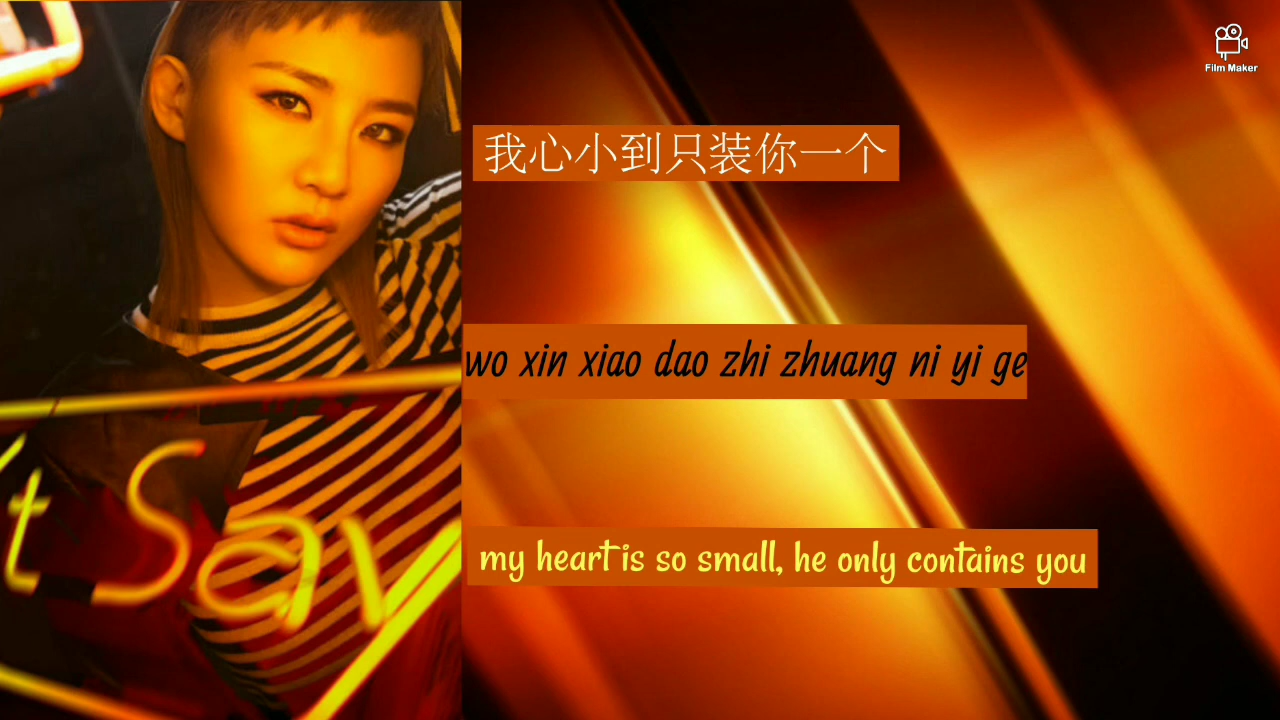 Film Maker
我心小到只装你一个
wo xin xiao dao zhi zhuang ni yi ge
my heart is so small, he only contains you
't Say